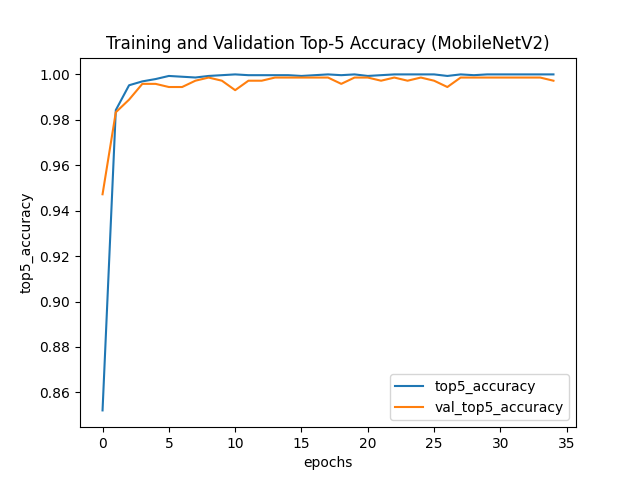 Training and Validation Top-5 Accuracy (MobileNetV2)
1.00
0.98
0.96
0.94
0.92
0.90
0.88
0.86
top5_accuracy
top5_accuracy
val_top5_accuracy
0 5 10 15 20 25 30 35
epochs